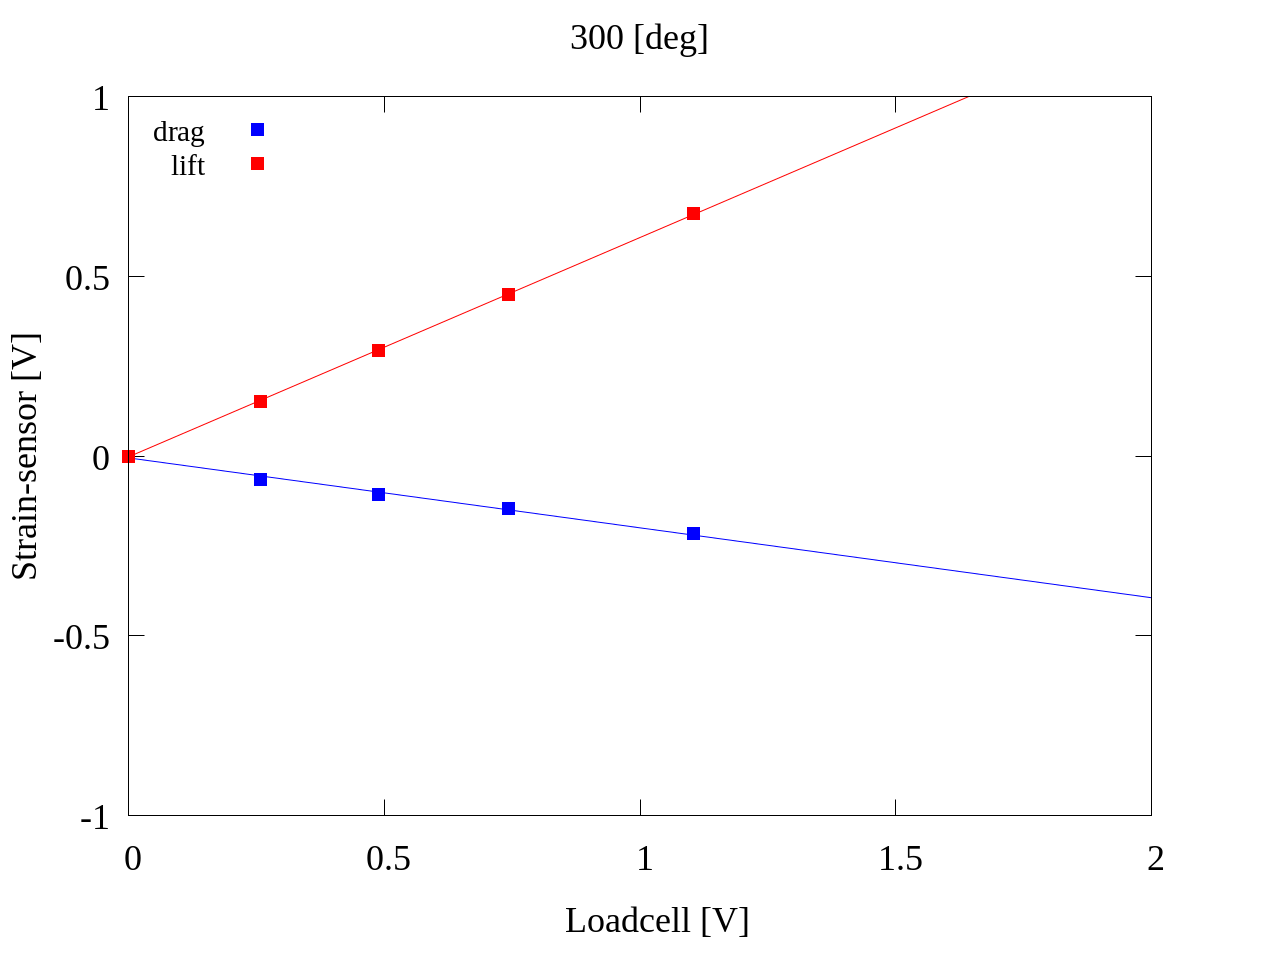 300 [deg]
1
drag
lift
0.5
Strain-sensor [V]
0
-0.5
-1
0 0.5 1 1.5 2
Loadcell [V]